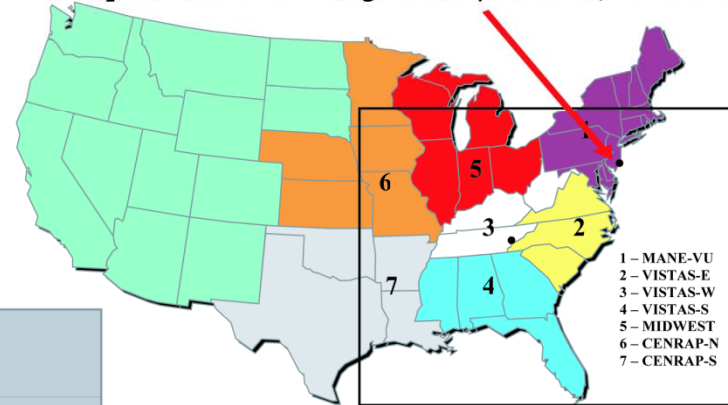 1
5
6
2
3
4
7
1 – MANE-VU
2 – VISTAS-E
3 – VISTAS-W
4 – VISTAS-S
5 – MIDWEST
6 – CENRAP-N
7 – CENRAP-S